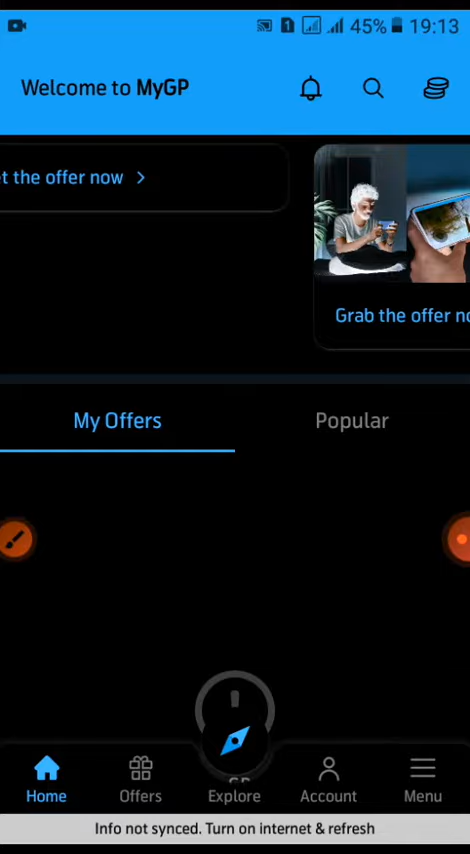 45% 19:13
Welcome to MyGP
et the offer now
Grab the offer no
My Offers
Popular
Home
Offers
Explore
Account
Menu
Info not synced. Turn on internet & refresh